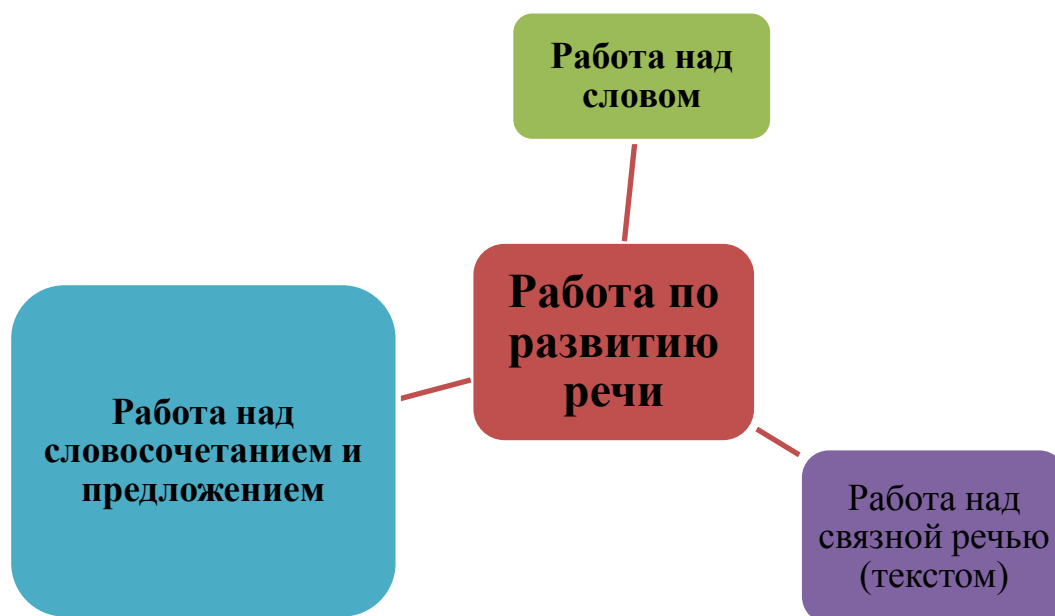 Работа над
словом
Работа по
развитию
речи
Работа над
словосочетанием и
предложением
Работа над
связной речью
(текстом)